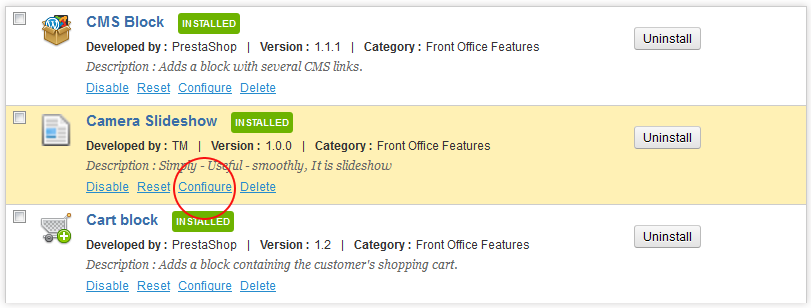 CMS Block INSTALLED
Uninstall
Developed by : PrestaShop | Version : 1.1.1 | Category : Front Office Features
Description : Adds a block with several CMS links.
Disable Reset Configure Delete
Camera Slideshow INSTALLED
Uninstall
Developed by : TM | Version : 1.0.0 | Category : Front Office Features
Description : Simply - Useful - smoothly, It is slideshow
Disable Reset Configure Delete
Cart block INSTALLED
Uninstall
Developed by : PrestaShop | Version : 1.2 | Category : Front Office Features
Description : Adds a block containing the customer's shopping cart.
Disable Reset Configure Delete